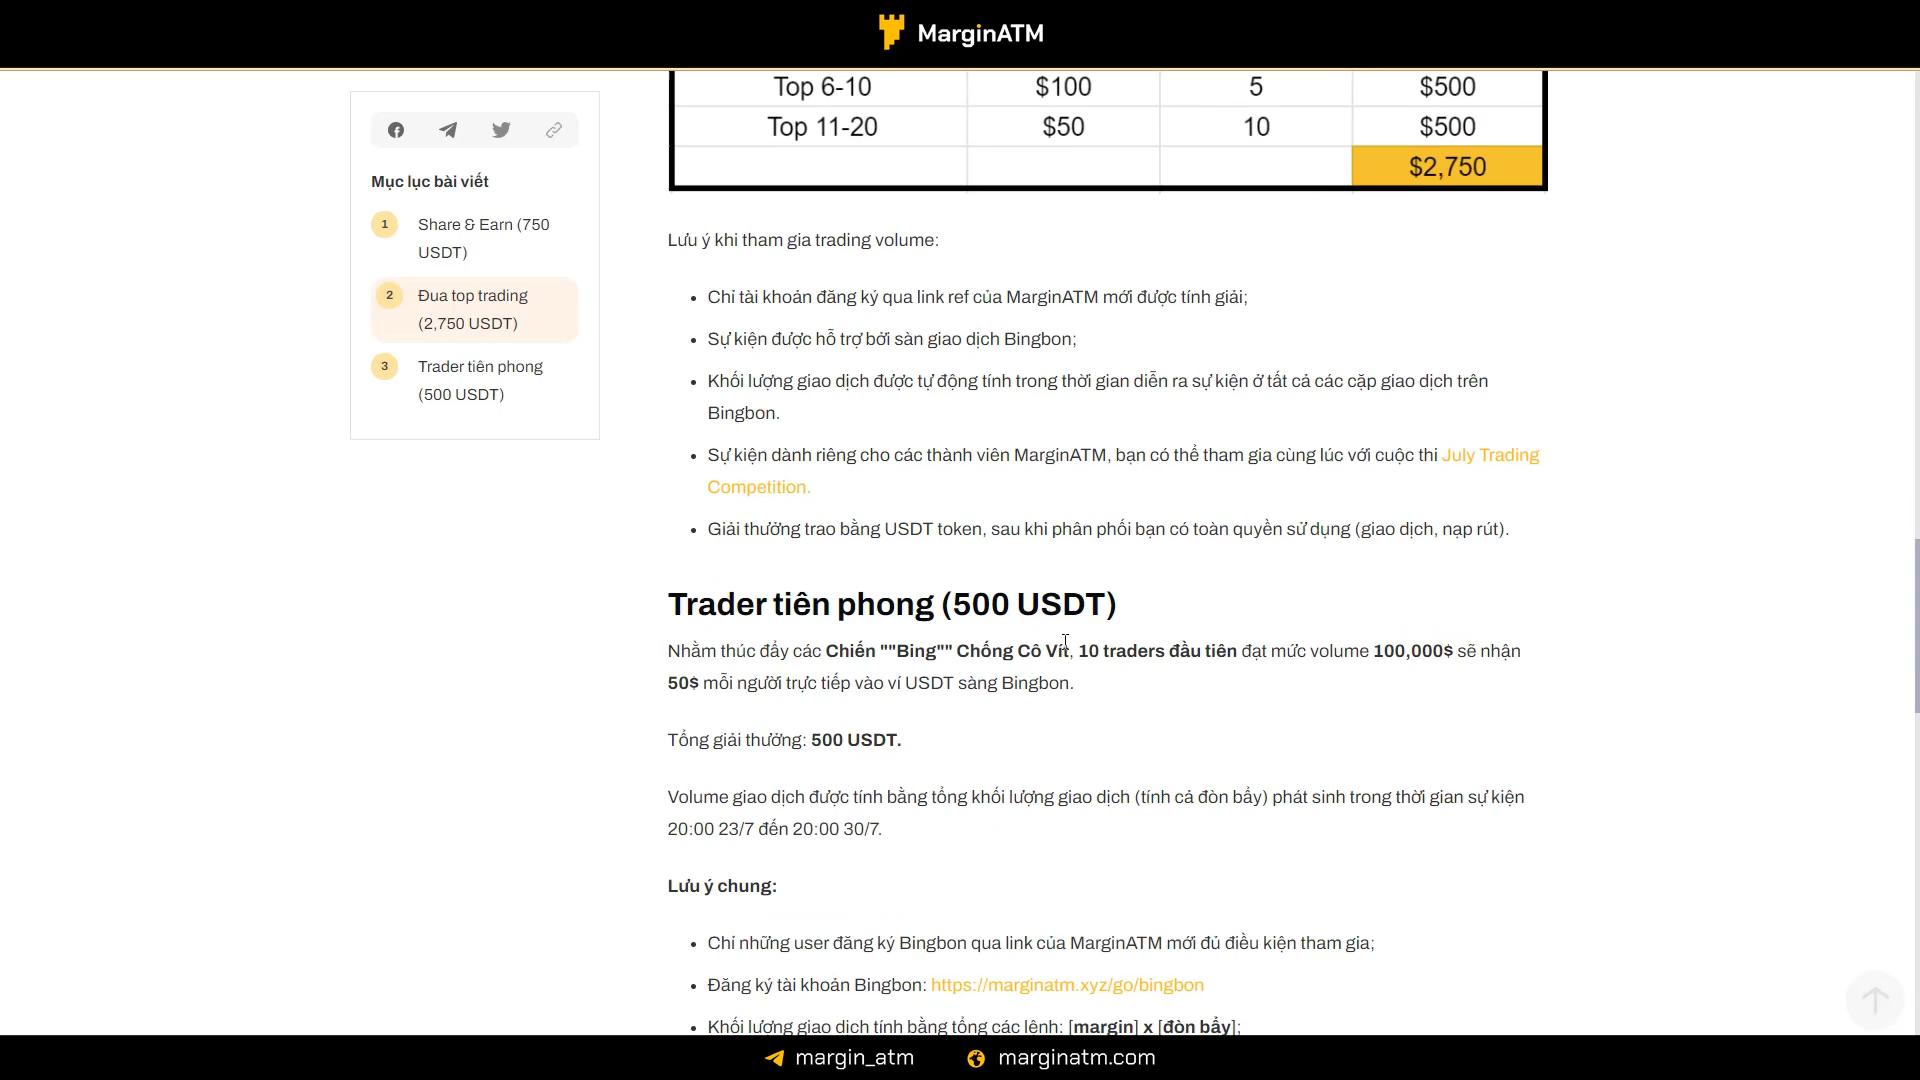 MarginATM
Mục lục bài viết
1 Share & Earn (750
USDT)
2 Đua top trading
(2,750 USDT)
3 Trader tiên phong
(500 USDT)
Top 6-10 $100 5 $500
Top 11-20 $50 10 $500
$2,750
Lưu ý khi tham gia trading volume:
• Chỉ tài khoản đăng ký qua link ref của MarginATM mới được tính giải;
• Sự kiện được hỗ trợ bởi sàn giao dịch Bingbon;
• Khối lượng giao dịch được tự động tính trong thời gian diễn ra sự kiện ở tất cả các cặp giao dịch trên
Bingbon.
• Sự kiện dành riêng cho các thành viên MarginATM, bạn có thể tham gia cùng lúc với cuộc thi July Trading
Competition.
• Giải thưởng trao bằng USDT token, sau khi phân phối bạn có toàn quyền sử dụng (giao dịch, nạp rút).
Trader tiên phong (500 USDT)
Nhằm thúc đẩy các Chiến ""Bing"" Chống Cô Vít, 10 traders đầu tiên đạt mức volume 100,000$ sẽ nhận
50$ mỗi người trực tiếp vào ví USDT sàng Bingbon.
Tổng giải thưởng: 500 USDT.
Volume giao dịch được tính bằng tổng khối lượng giao dịch (tính cả đòn bẩy) phát sinh trong thời gian sự kiện
20:00 23/7 đến 20:00 30/7.
Lưu ý chung:
• Chỉ những user đăng ký Bingbon qua link của MarginATM mới đủ điều kiện tham gia;
• Đăng ký tài khoản Bingbon: https://marginatm.xyz/go/bingbon
• Khối lượng giao dịch tính bằng tổng các lệnh: [margin] x [đòn bẩy];
margin_atm marginatm.com